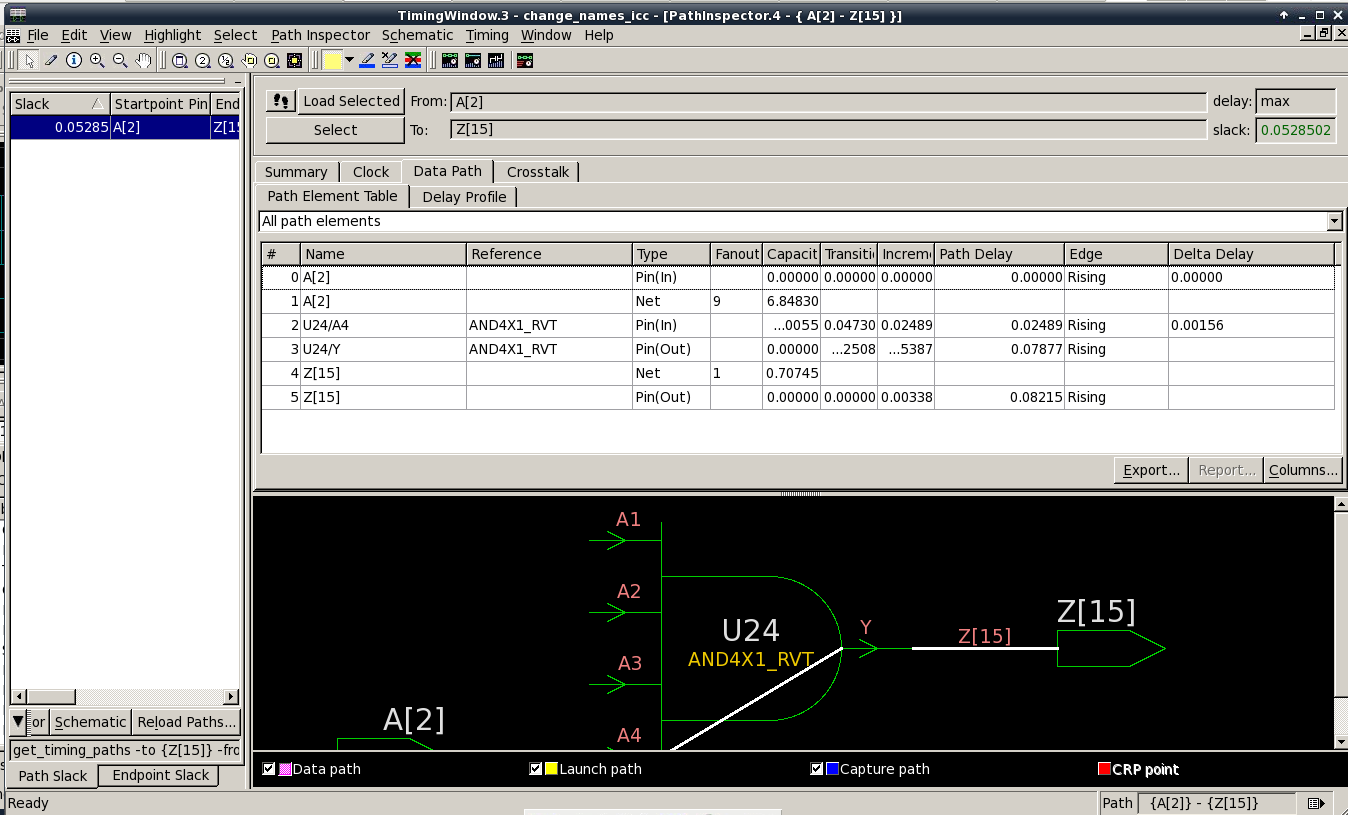 TimingWindow.3 - change_names_icc - [PathInspector.4 - { A[2] - Z[15] }]
File Edit View Highlight Select Path Inspector Schematic Timing Window Help
Slack Startpoint Pin End
0.05285 A[2] Z[15
Load Selected From: A[2] delay: max
Select To: Z[15] slack: 0.0528502
Summary Clock Data Path Crosstalk
Path Element Table Delay Profile
All path elements
# Name Reference Type Fanout Capacit Transiti Increm Path Delay Edge Delta Delay
0 A[2] Pin(In) 0.00000 0.00000 0.00000 0.00000 Rising 0.00000
1 A[2] Net 9 6.84830
2 U24/A4 AND4X1_RVT Pin(In) ...0055 0.04730 0.02489 0.02489 Rising 0.00156
3 U24/Y AND4X1_RVT Pin(Out) 0.00000 ...2508 ...5387 0.07877 Rising
4 Z[15] Net 1 0.70745
5 Z[15] Pin(Out) 0.00000 0.00000 0.00338 0.08215 Rising
Export... Report... Columns...
A1
A2
A3
A4
U24
AND4X1_RVT
Y
Z[15]
Z[15]
A[2]
or Schematic Reload Paths...
get_timing_paths -to {Z[15]} -fro
Path Slack Endpoint Slack
Data path Launch path Capture path CRP point
Ready Path {A[2]} - {Z[15]}